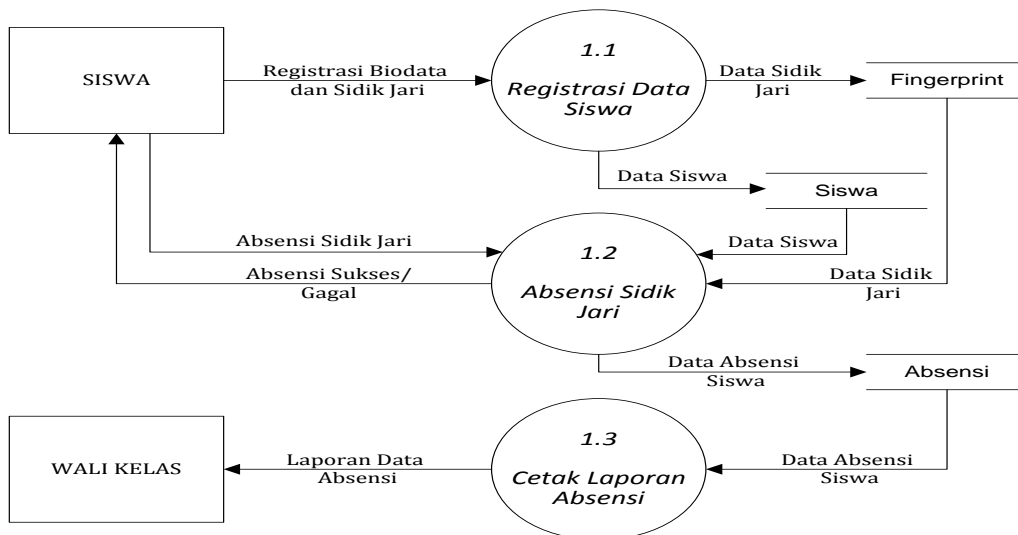 SISWA
Registrasi Biodata
dan Sidik Jari
1.1
Registrasi Data
Siswa
Data Sidik
Jari
Fingerprint
Data Siswa
Siswa
Absensi Sidik Jari
Absensi Sukses/
Gagal
1.2
Absensi Sidik
Jari
Data Siswa
Data Sidik
Jari
Data Absensi
Siswa
Absensi
WALI KELAS
Laporan Data
Absensi
1.3
Cetak Laporan
Absensi
Data Absensi
Siswa